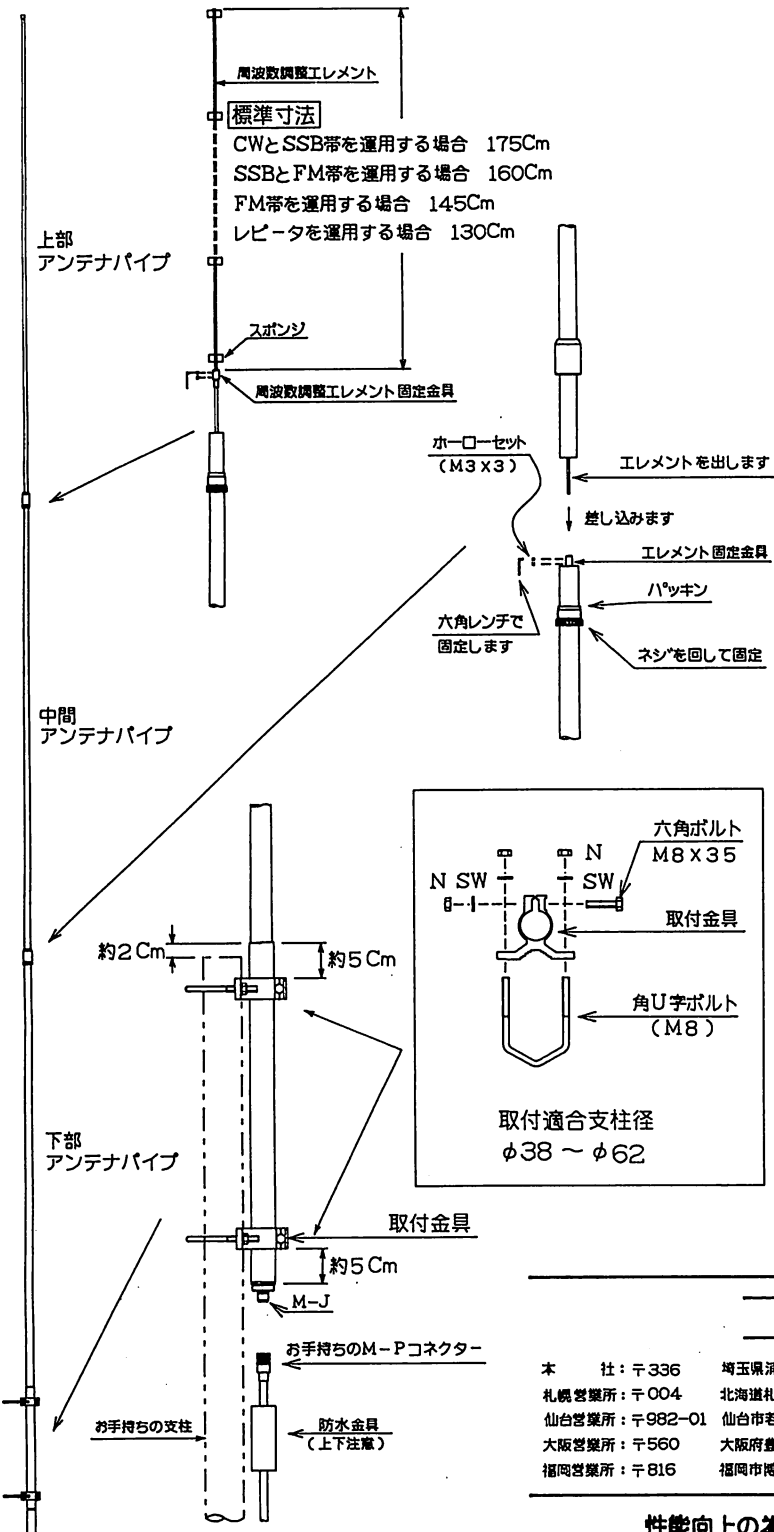 周波数調整エレメント
標準寸法
CWとSSB帯を運用する場合 175Cm
SSBとFM帯を運用する場合 160Cm
FM帯を運用する場合 145Cm
レピータを運用する場合 130Cm
上部
アンテナパイプ
スポンジ
周波数調整エレメント固定金具
ホーローセット
(M3x3)
エレメントを出します
差し込みます
エレメント固定金具
パッキン
六角レンチで
固定します
ネジを回して固定
中間
アンテナパイプ
六角ボルト
M8X35
N
N SW
SW
取付金具
角U字ボルト
(M8)
取付適合支柱径
φ38 ~ φ62
約2Cm
約5Cm
下部
アンテナパイプ
取付金具
約5Cm
M-J
お手持ちのM-Pコネクター
お手持ちの支柱
防水金具
(上下注意)
本 社:〒336 埼玉県
札幌営業所:〒004 北海道札
仙台営業所:〒982-01 仙台市
大阪営業所:〒560 大阪府豊
福岡営業所:〒816 福岡市博
性能向上の